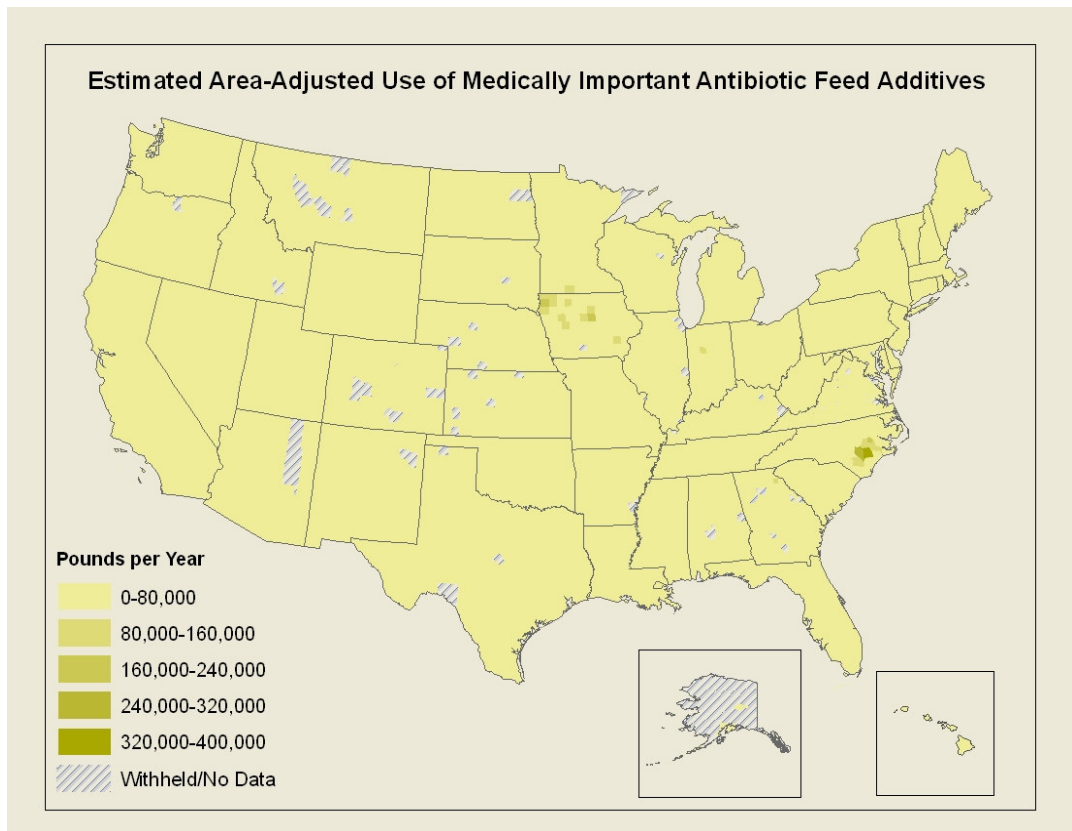 Estimated Area-Adjusted Use of Medically Important Antibiotic Feed Additives
Pounds per Year
0-80,000
80,000-160,000
160,000-240,000
240,000-320,000
320,000-400,000
Withheld/No Data